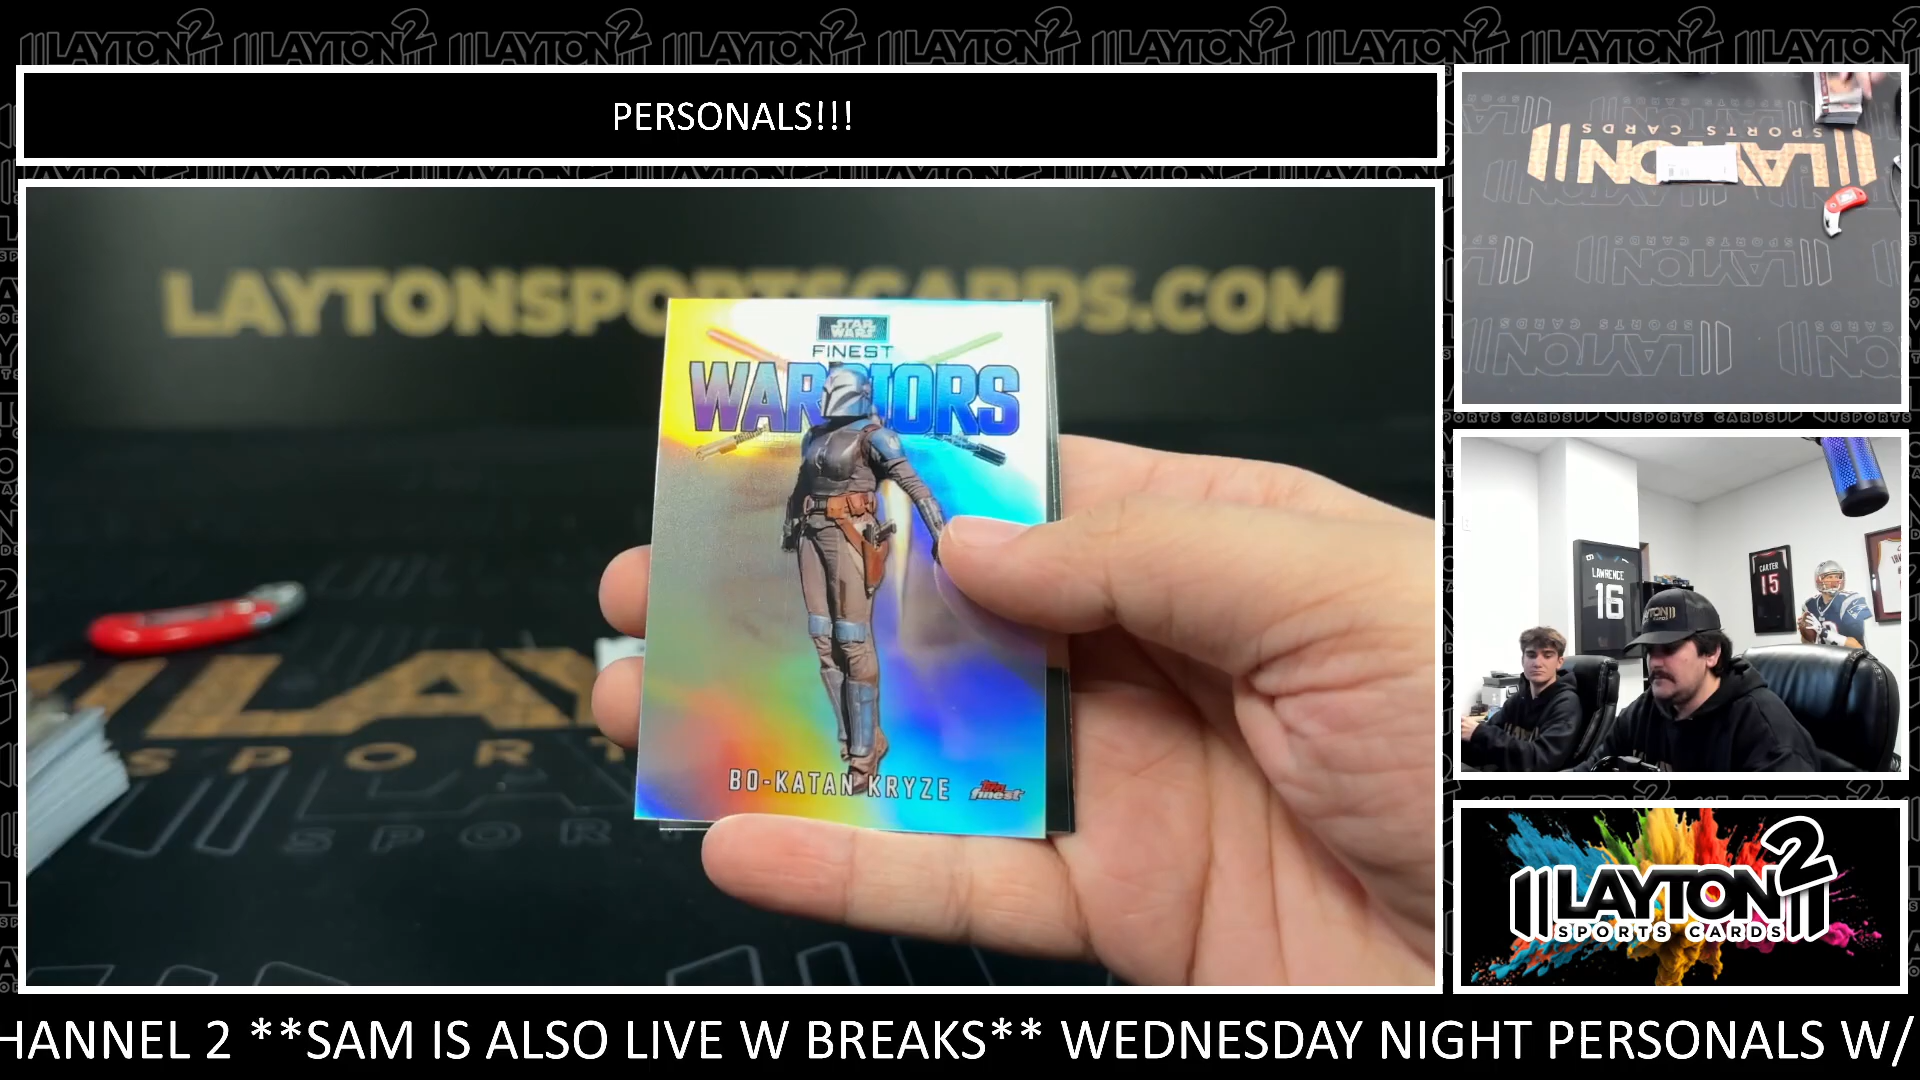 PERSONALS!!!
LAYTONSPORTSCARDS.COM
STAR WARS
FINEST
WARRIORS
BO-KATAN KRYZE
Topps finest
LAYTON
SPORTS CARDS
LAWRENCE
16
CARTER
15
LAYTON 2
SPORTS CARDS
HANNEL 2 **SAM IS ALSO LIVE W BREAKS** WEDNESDAY NIGHT PERSONALS W/